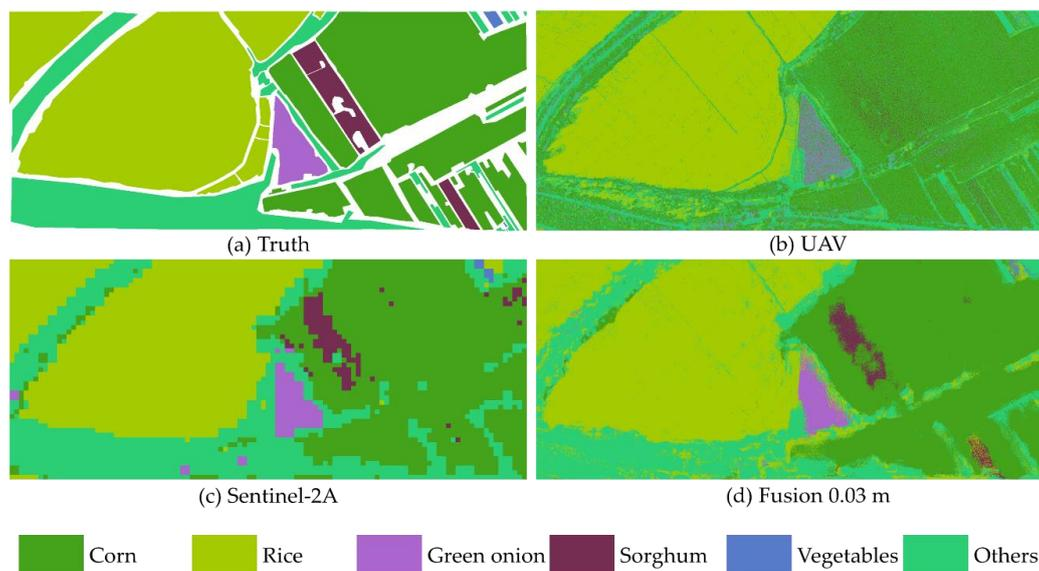 (a) Truth
(b) UAV
(c) Sentinel-2A
(d) Fusion 0.03 m
Corn
Rice
Green onion
Sorghum
Vegetables
Others